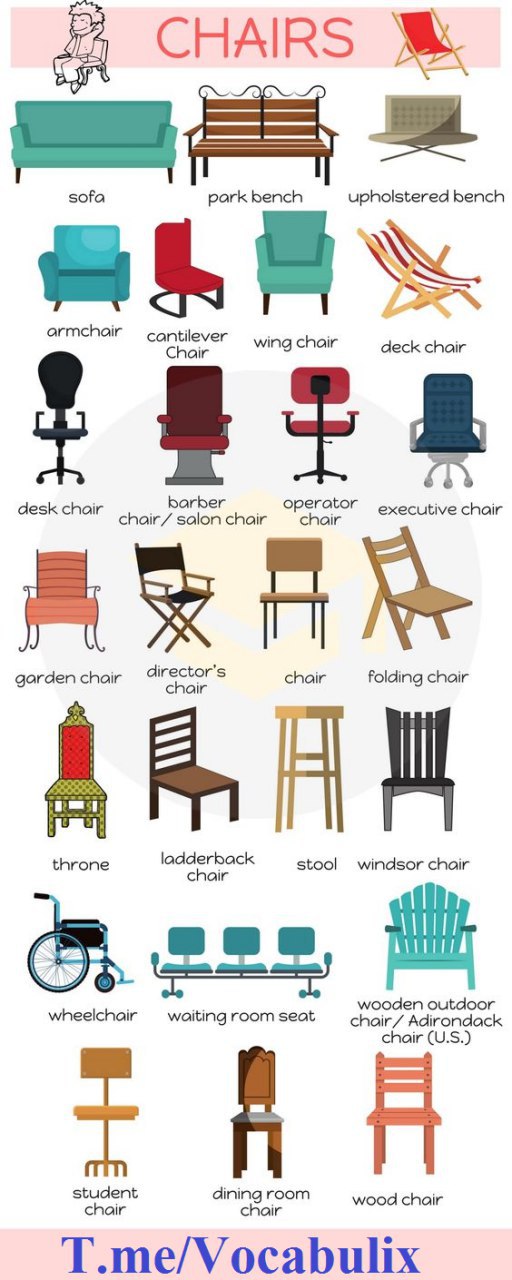 CHAIRS
sofa
park bench
upholstered bench
armchair
cantilever
Chair
wing chair
deck chair
desk chair
barber
chair/ salon chair
operator
chair
executive chair
garden chair
director's
chair
chair
folding chair
throne
ladderback
chair
stool
windsor chair
wheelchair
waiting room seat
wooden outdoor
chair/ Adirondack
chair (U.S.)
student
chair
dining room
chair
wood chair
T.me/Vocabulix